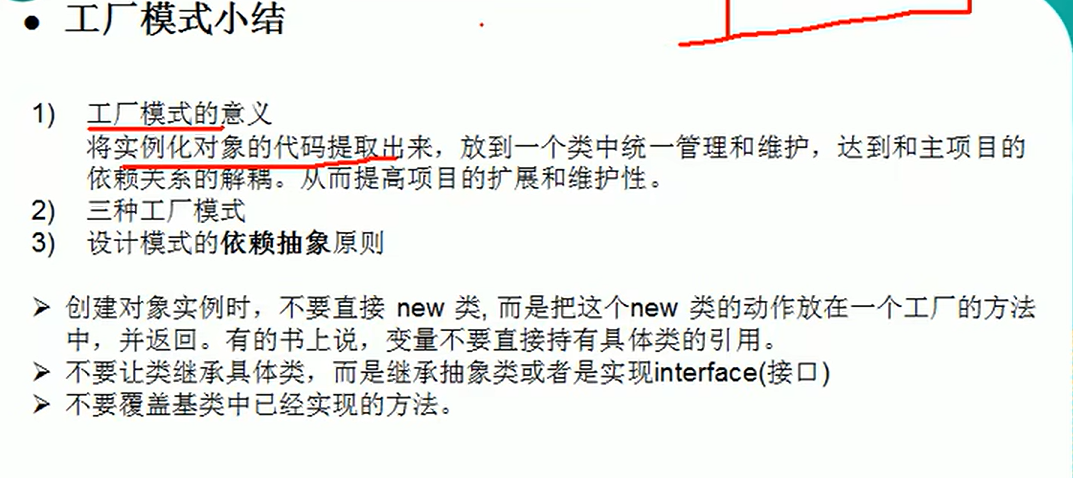 ● 工厂模式小结
1) 工厂模式的意义
将实例化对象的代码提取出来，放到一个类中统一管理和维护，达到和主项目的
依赖关系的解耦。从而提高项目的扩展和维护性。
2) 三种工厂模式
3) 设计模式的依赖抽象原则
➢ 创建对象实例时，不要直接 new 类, 而是把这个new 类的动作放在一个工厂的方法
中，并返回。有的书上说，变量不要直接持有具体类的引用。
➢ 不要让类继承具体类，而是继承抽象类或者是实现interface(接口)
➢ 不要覆盖基类中已经实现的方法。